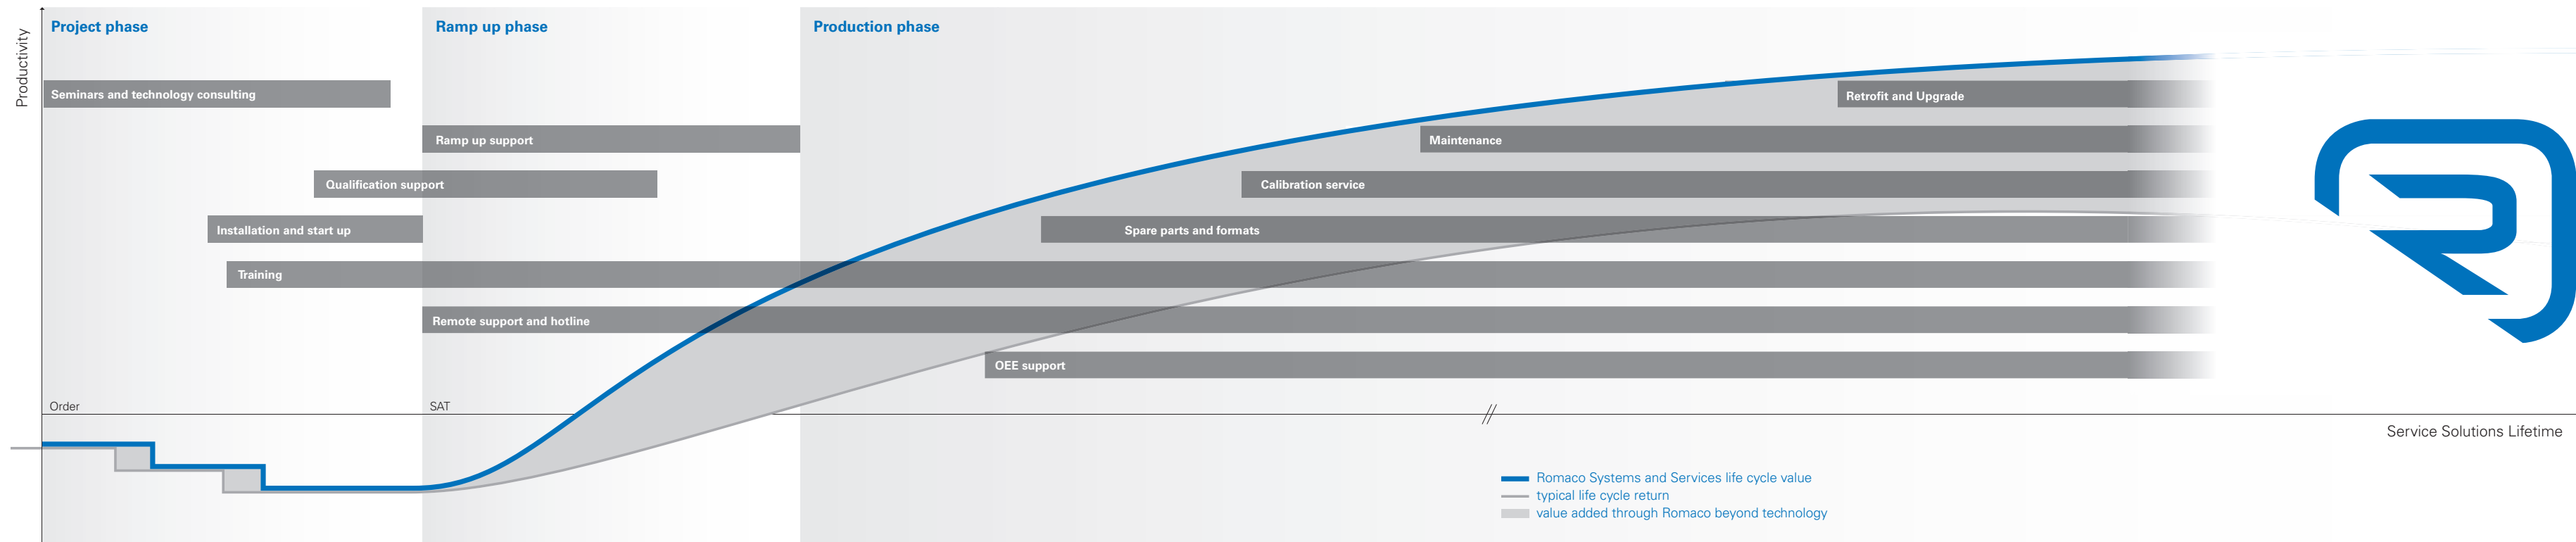 Productivity
Project phase
Ramp up phase
Production phase
Seminars and technology consulting
Retrofit and Upgrade
Ramp up support
Maintenance
Qualification support
Calibration service
Installation and start up
Spare parts and formats
Training
Remote support and hotline
OEE support
Order
SAT
Service Solutions Lifetime
Romaco Systems and Services life cycle value
typical life cycle return
value added through Romaco beyond technology